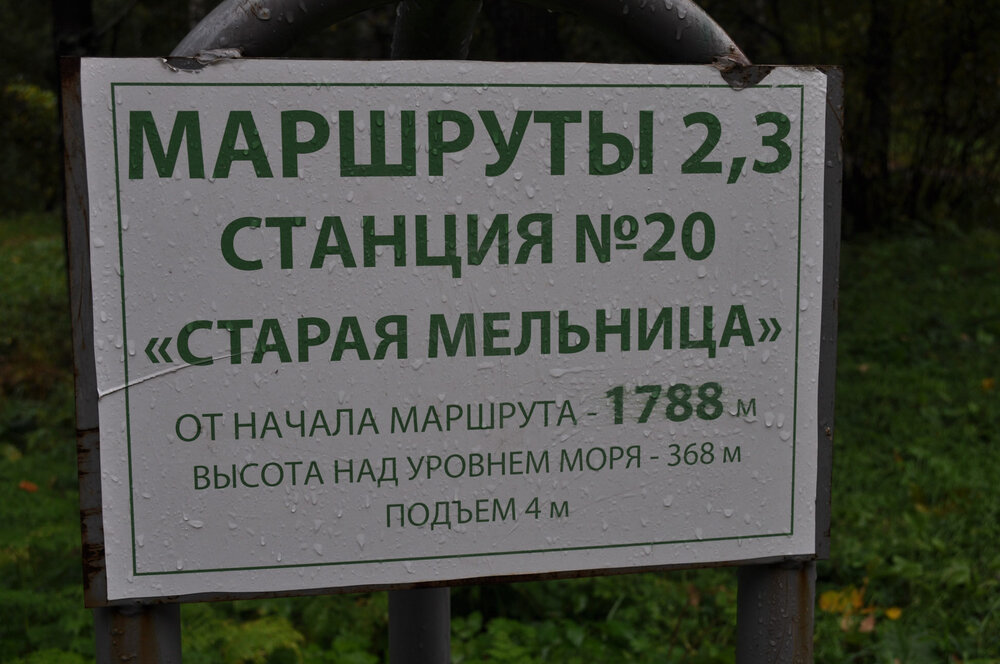 МАРШРУТЫ 2,3
СТАНЦИЯ №20
«СТАРАЯ МЕЛЬНИЦА»
ОТ НАЧАЛА МАРШРУТА - 1788 м
ВЫСОТА НАД УРОВНЕМ МОРЯ - 368 м
ПОДЪЕМ 4 м